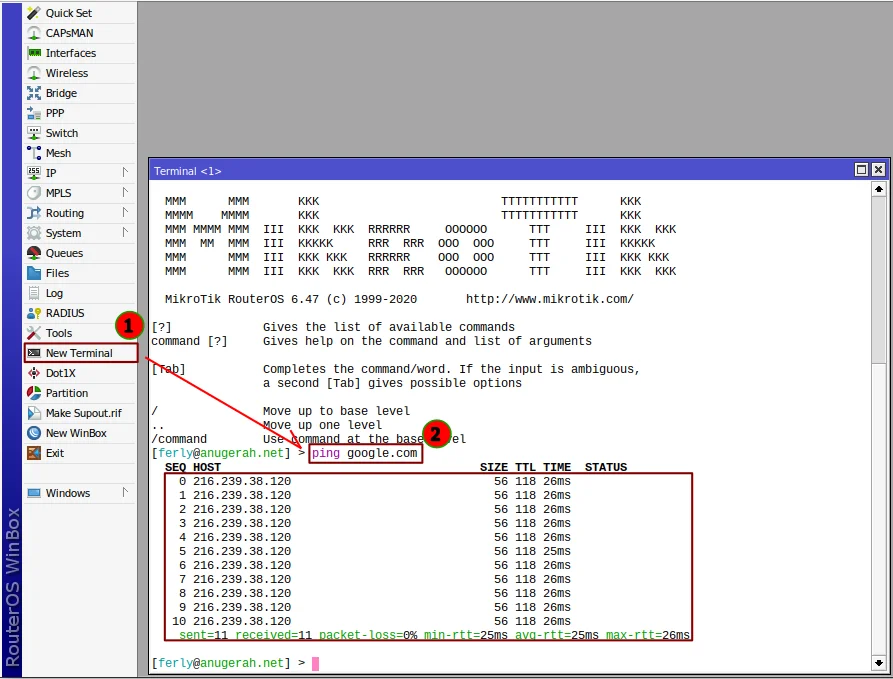 Quick Set
CAPsMAN
Interfaces
Wireless
Bridge
PPP
Switch
Mesh
IP
MPLS
Routing
System
Queues
Files
Log
RADIUS
Tools
New Terminal
Dot1X
Partition
Make Supout.rif
New WinBox
Exit
Windows
RouterOS WinBox
1
Terminal <1>
MMM      MMM       KKK                          TTTTTTTTTTT      KKK
MMMM    MMMM       KKK                          TTTTTTTTTTT      KKK
MMM MMMM MMM  III  KKK  KKK  RRRRRR     OOOOOO      TTT     III  KKK  KKK
MMM  MM  MMM  III  KKKKK     RRR  RRR  OOO  OOO     TTT     III  KKKKK
MMM      MMM  III  KKK KKK   RRRRRR    OOO  OOO     TTT     III  KKK KKK
MMM      MMM  III  KKK  KKK  RRR  RRR   OOOOOO      TTT     III  KKK  KKK
MikroTik RouterOS 6.47 (c) 1999-2020       http://www.mikrotik.com/
[?]             Gives the list of available commands
command [?]     Gives help on the command and list of arguments
[Tab]           Completes the command/word. If the input is ambiguous,
a second [Tab] gives possible options
/               Move up to base level
..              Move up one level
/command        Use command at the base level
2
[ferly@anugerah.net] > ping google.com
SEQ HOST                                     SIZE TTL TIME  STATUS
0 216.239.38.120                             56 118 26ms
1 216.239.38.120                             56 118 26ms
2 216.239.38.120                             56 118 26ms
3 216.239.38.120                             56 118 26ms
4 216.239.38.120                             56 118 26ms
5 216.239.38.120                             56 118 25ms
6 216.239.38.120                             56 118 26ms
7 216.239.38.120                             56 118 26ms
8 216.239.38.120                             56 118 26ms
9 216.239.38.120                             56 118 26ms
10 216.239.38.120                             56 118 26ms
sent=11 received=11 packet-loss=0% min-rtt=25ms avg-rtt=25ms max-rtt=26ms
[ferly@anugerah.net] >